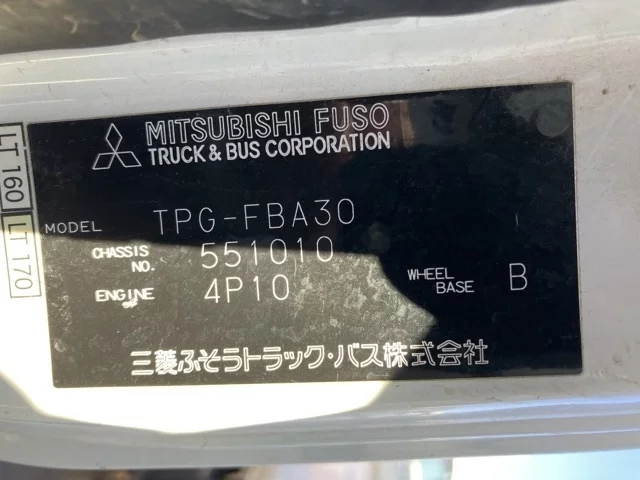 MITSUBISHI FUSO
TRUCK & BUS CORPORATION
MODEL TPG-FBA30
CHASSIS NO. 551010
ENGINE 4P10 WHEEL BASE B
三菱ふそうトラック・バス株式会社
LT 160
LT 170